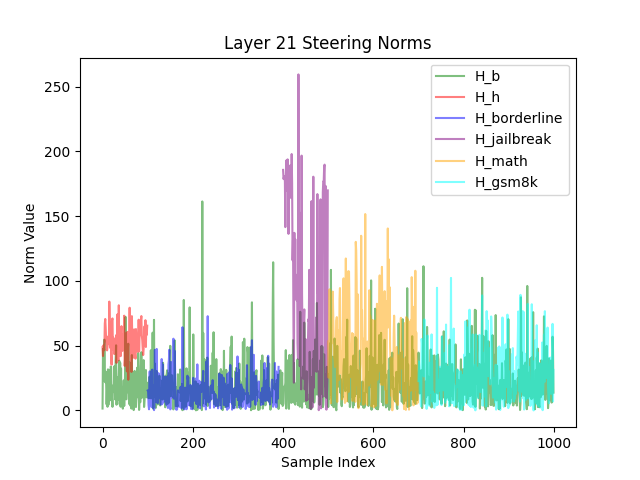 Layer 21 Steering Norms
250
200
150
100
50
0
Norm Value
H_b
H_h
H_borderline
H_jailbreak
H_math
H_gsm8k
0
200
400
600
800
1000
Sample Index